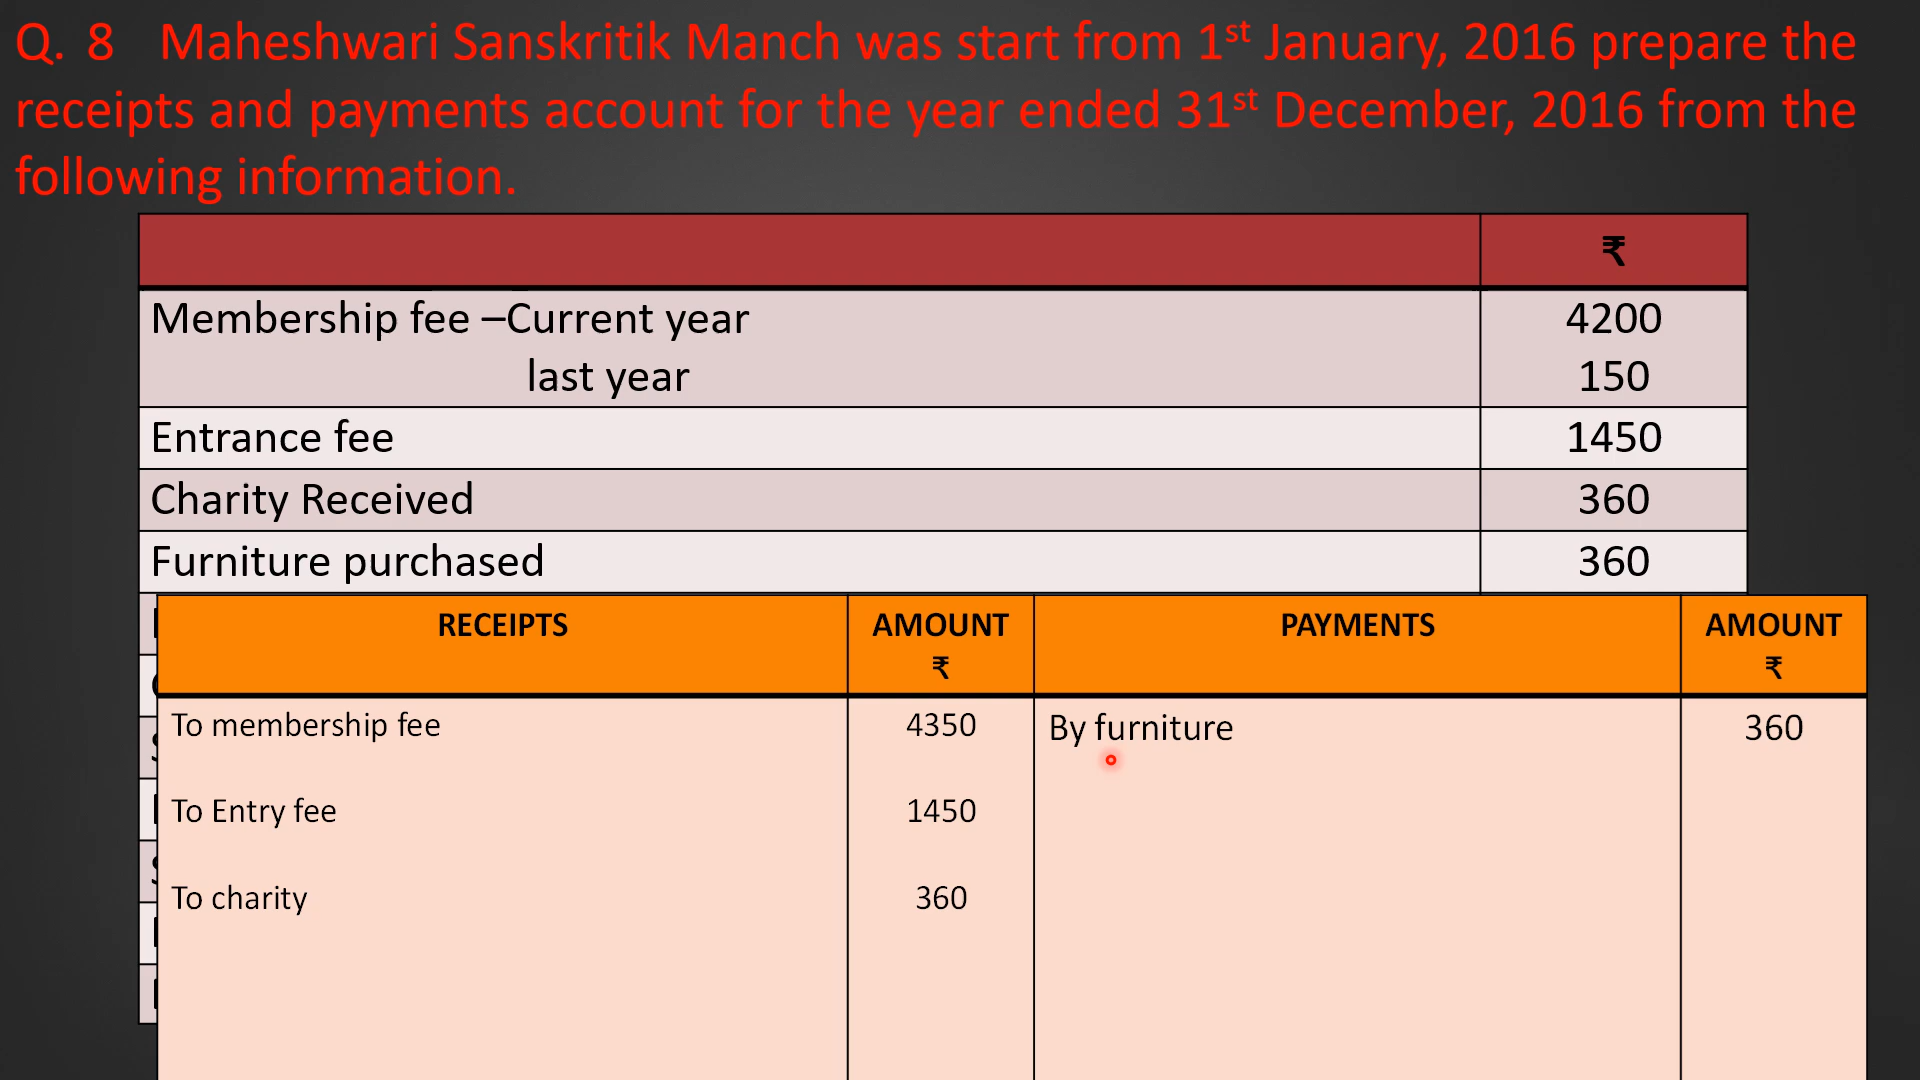 Q. 8 Maheshwari Sanskritik Manch was start from 1st January, 2016 prepare the
receipts and payments account for the year ended 31st December, 2016 from the
following information.
₹
Membership fee –Current year 4200
last year 150
Entrance fee 1450
Charity Received 360
Furniture purchased 360
RECEIPTS AMOUNT ₹ PAYMENTS AMOUNT ₹
To membership fee 4350 By furniture 360
To Entry fee 1450
To charity 360